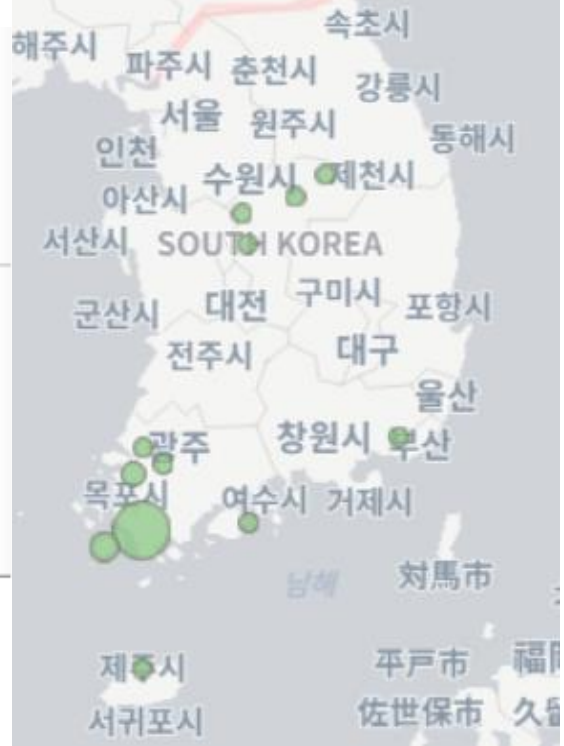 속초시
해주시
파주시 춘천시
강릉시
서울 원주시
동해시
인천
수원시 제천시
아산시
서산시 SOUTH KOREA
구미시
대전 포항시
군산시
전주시 대구
울산
창원시
광주 부산
목포시 여수시 거제시
남해 対馬市
제주시 平戸市 福岡
서귀포시 佐世保市 久留